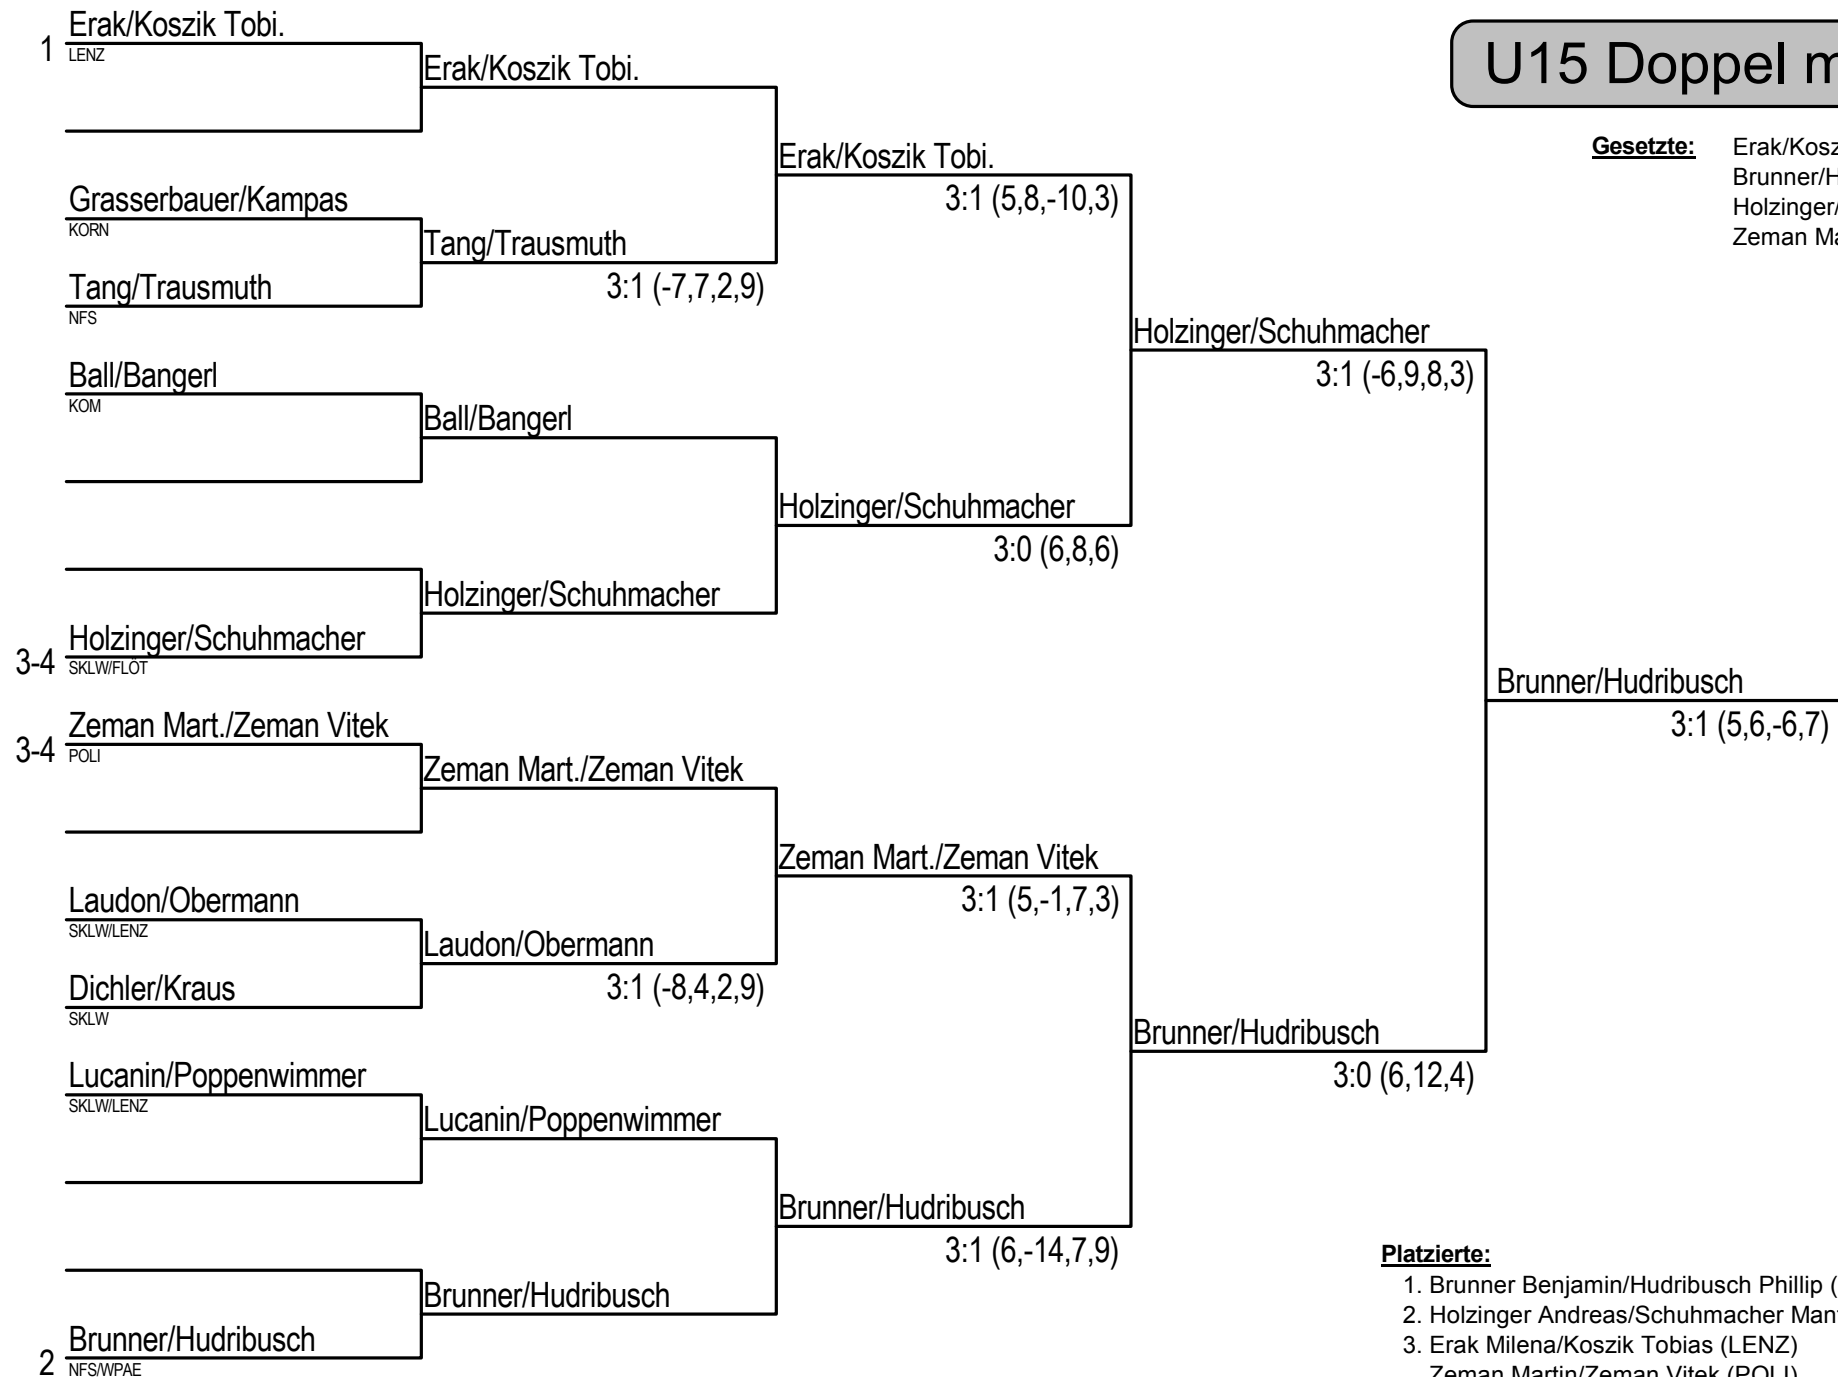 U15 Doppel
Gesetzte:
Erak/
Brunner/
Holzinger/
Zeman
1 Erak/Koszik Tobi.
LENZ
Grasserbauer/Kampas
KORN
Tang/Trausmuth
NFS
Ball/Bangerl
KOM
3-4 Holzinger/Schuhmacher
SKLW/FLÖT
3-4 Zeman Mart./Zeman Vitek
POLI
Laudon/Obermann
SKLW/LENZ
Dichler/Kraus
SKLW
Lucanin/Poppenwimmer
SKLW/LENZ
2 Brunner/Hudribusch
NFS/WPAE
Erak/Koszik Tobi.
Tang/Trausmuth
3:1 (-7,7,2,9)
Ball/Bangerl
Holzinger/Schuhmacher
Zeman Mart./Zeman Vitek
Laudon/Obermann
3:1 (-8,4,2,9)
Lucanin/Poppenwimmer
Brunner/Hudribusch
Erak/Koszik Tobi.
3:1 (5,8,-10,3)
Holzinger/Schuhmacher
3:0 (6,8,6)
Zeman Mart./Zeman Vitek
3:1 (5,-1,7,3)
Brunner/Hudribusch
3:1 (6,-14,7,9)
Holzinger/Schuhmacher
3:1 (-6,9,8,3)
Brunner/Hudribusch
3:0 (6,12,4)
Brunner/Hudribusch
3:1 (5,6,-6,7)
Platzierte:
1. Brunner Benjamin/Hudribusch Phillip (
2. Holzinger Andreas/Schuhmacher
3. Erak Milena/Koszik Tobias (LENZ)
Zeman Martin/Zeman Vitek (POLI)